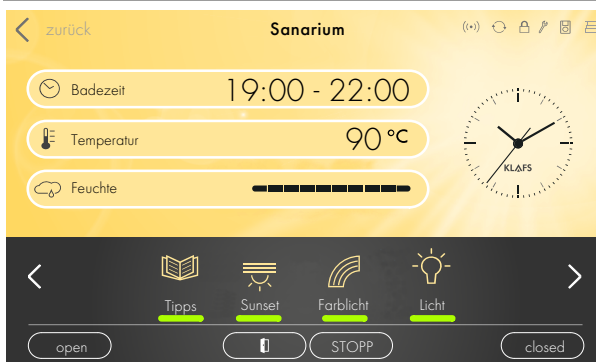 zurück
Sanarium
Badezeit
19:00 - 22:00
Temperatur
90 °C
Feuchte
KLAFS
Tipps
Sunset
Farblicht
Licht
open
STOPP
closed